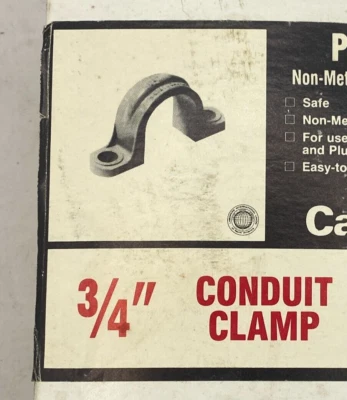 P
Non-Met
Safe
Non-Me
For use
and Plu
Easy-to
Ca
3/4" CONDUIT
CLAMP